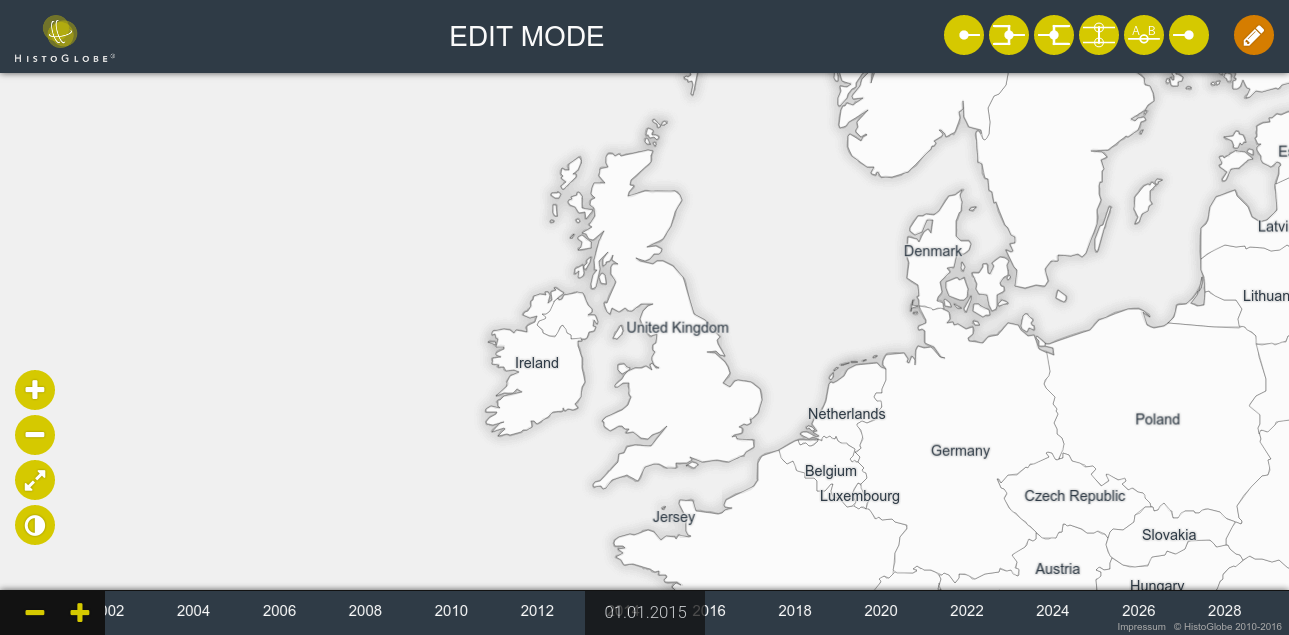 HISTOGLOBE®
EDIT MODE
A B
Es
Latvi
Denmark
Lithuan
United Kingdom
Ireland
Netherlands
Poland
Germany
Belgium
Luxembourg
Czech Republic
Jersey
Slovakia
Austria
Hungary
002 2004 2006 2008 2010 2012 01.01.2015 2016 2018 2020 2022 2024 2026 2028
Impressum © HistoGlobe 2010-2016